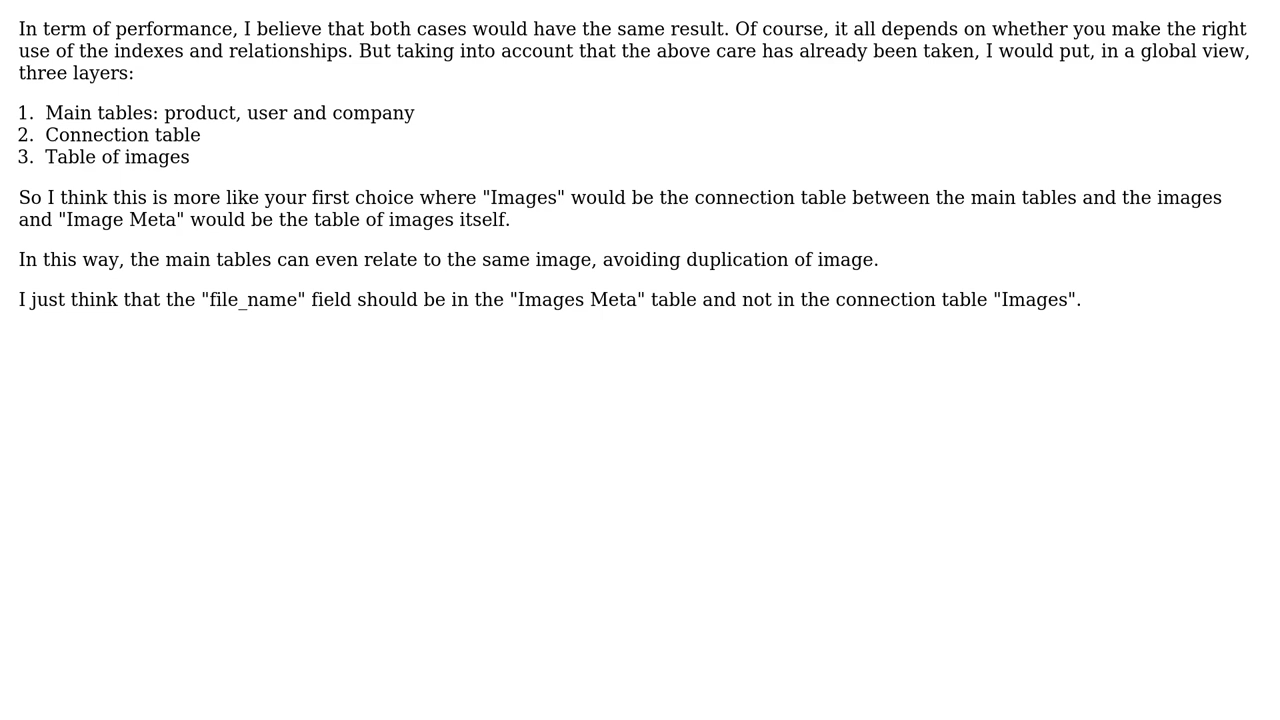 In term of performance, I believe that both cases would have the same result. Of course, it all depends on whether you make the right
use of the indexes and relationships. But taking into account that the above care has already been taken, I would put, in a global view,
three layers:
1. Main tables: product, user and company
2. Connection table
3. Table of images
So I think this is more like your first choice where "Images" would be the connection table between the main tables and the images
and "Image Meta" would be the table of images itself.
In this way, the main tables can even relate to the same image, avoiding duplication of image.
I just think that the "file_name" field should be in the "Images Meta" table and not in the connection table "Images".